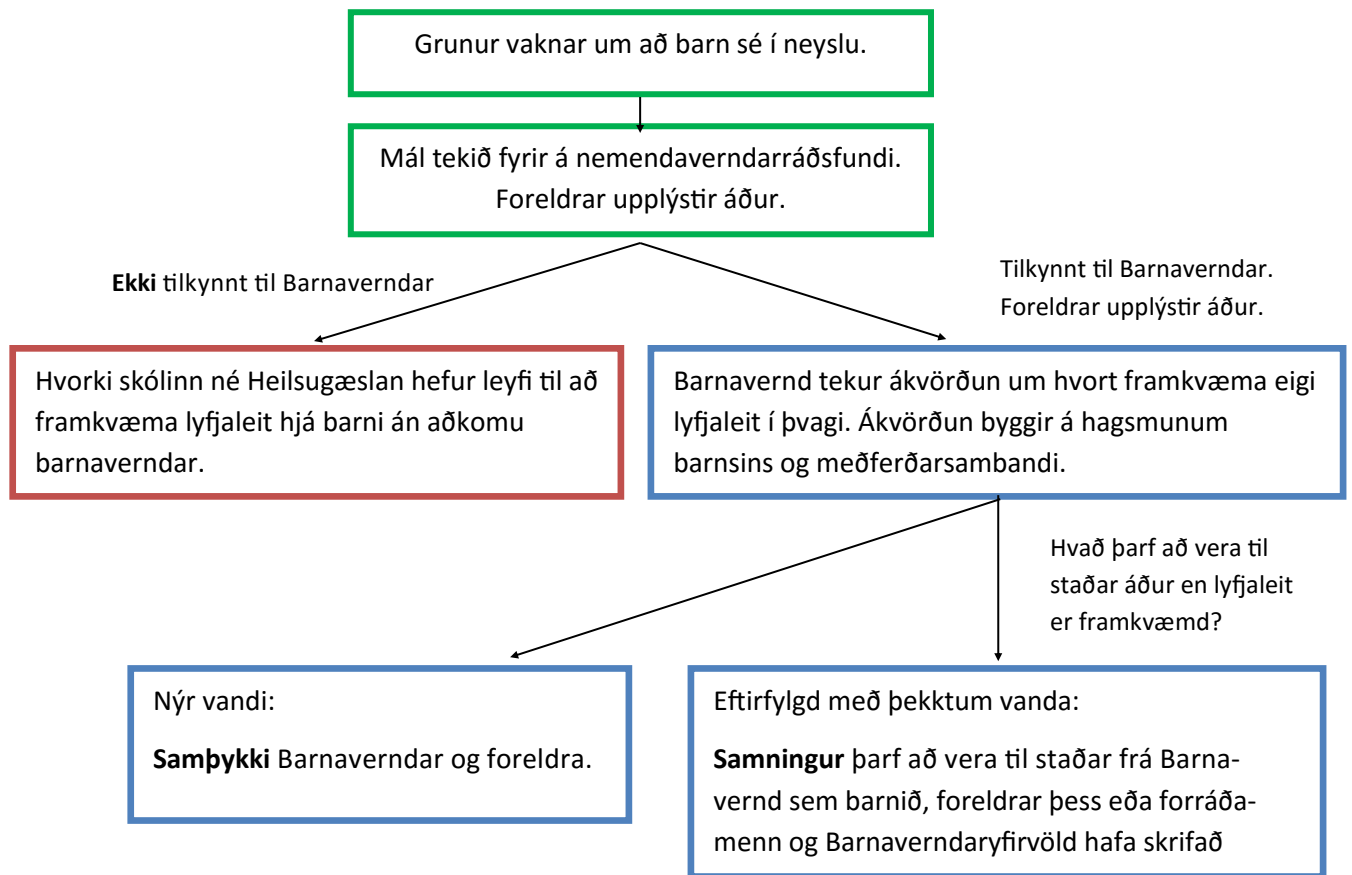 Grunur vaknar um að barn sé í neyslu.
Mál tekið fyrir á nemendaverndarráðsfundi.
Foreldrar upplýstir áður.
Ekki tilkynnt til Barnaverndar
Tilkynnt til Barnaverndar.
Foreldrar upplýstir áður.
Hvorki skólinn né Heilsugæslan hefur leyfi til að
framkvæma lyfjaleit hjá barni án aðkomu
barnaverndar.
Barnavernd tekur ákvörðun um hvort framkvæma eigi
lyfjaleit í þvagi. Ákvörðun byggir á hagsmunum
barnsins og meðferðarsambandi.
Hvað þarf að vera til
staðar áður en lyfjaleit
er framkvæmd?
Nýr vandi:
Samþykki Barnaverndar og foreldra.
Eftirfylgd með þekktum vanda:
Samningur þarf að vera til staðar frá Barna-
vernd sem barnið, foreldrar þess eða forráða-
menn og Barnaverndaryfirvöld hafa skrifað